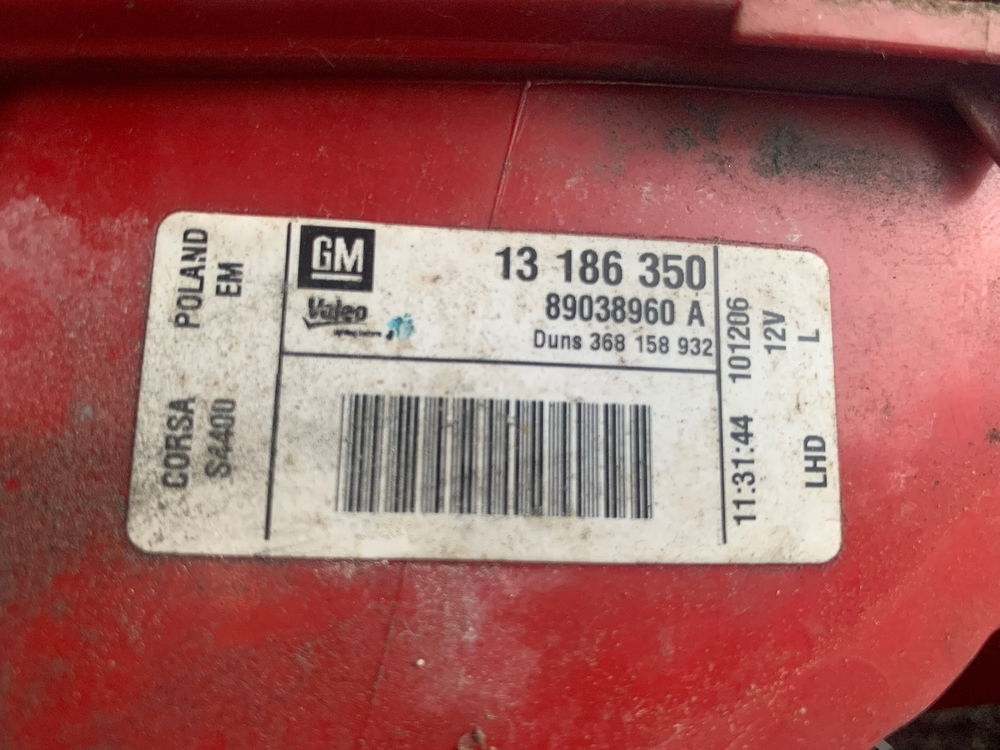 POLAND
EM
CORSA
S4400
GM
Valeo
13 186 350
89038960 A
Duns 368 158 932
101206
12V
L
11:31:44
LHD